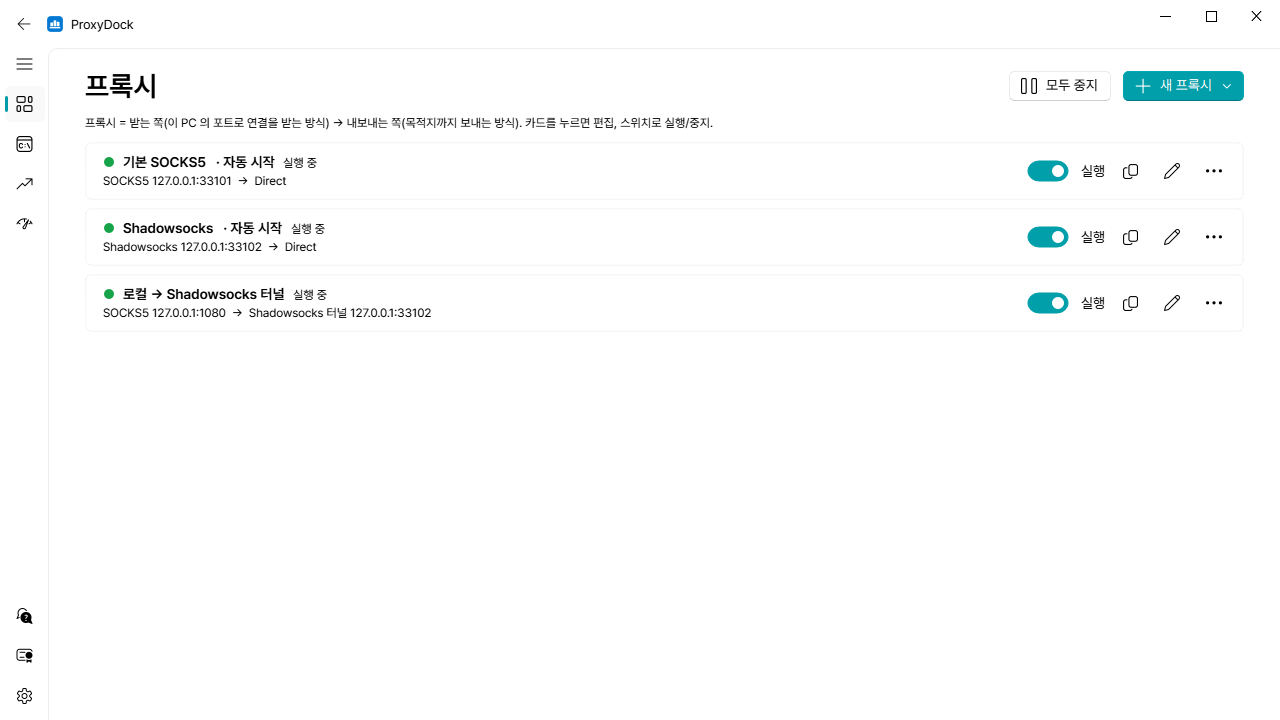 ProxyDock
프록시
모두 중지
새 프록시
프록시 = 받는 쪽(이 PC 의 포트로 연결을 받는 방식) → 내보내는 쪽(목적지까지 보내는 방식). 카드를 누르면 편집, 스위치로 실행/중지.
기본 SOCKS5 · 자동 시작 실행 중
SOCKS5 127.0.0.1:33101 → Direct
실행
Shadowsocks · 자동 시작 실행 중
Shadowsocks 127.0.0.1:33102 → Direct
실행
로컬 → Shadowsocks 터널 실행 중
SOCKS5 127.0.0.1:1080 → Shadowsocks 터널 127.0.0.1:33102
실행